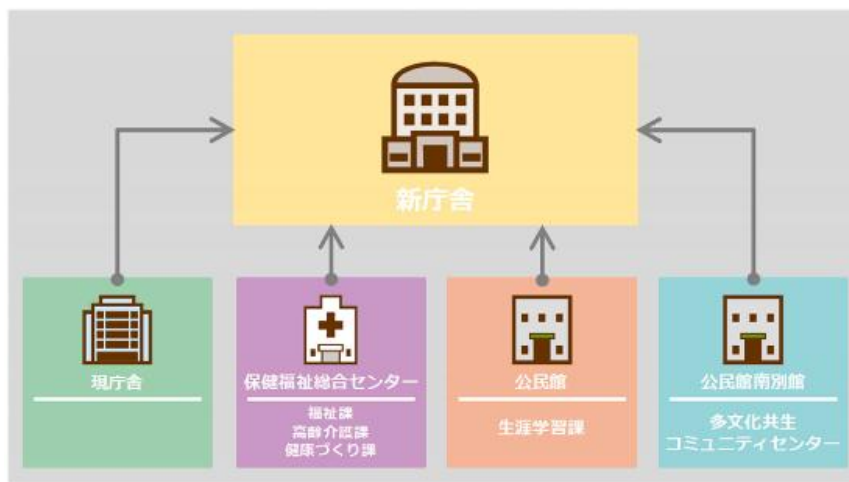 新庁舎
現庁舎
保健福祉総合センター
福祉課
高齢介護課
健康づくり課
公民館
生涯学習課
公民館南別館
多文化共生
コミュニティセンター